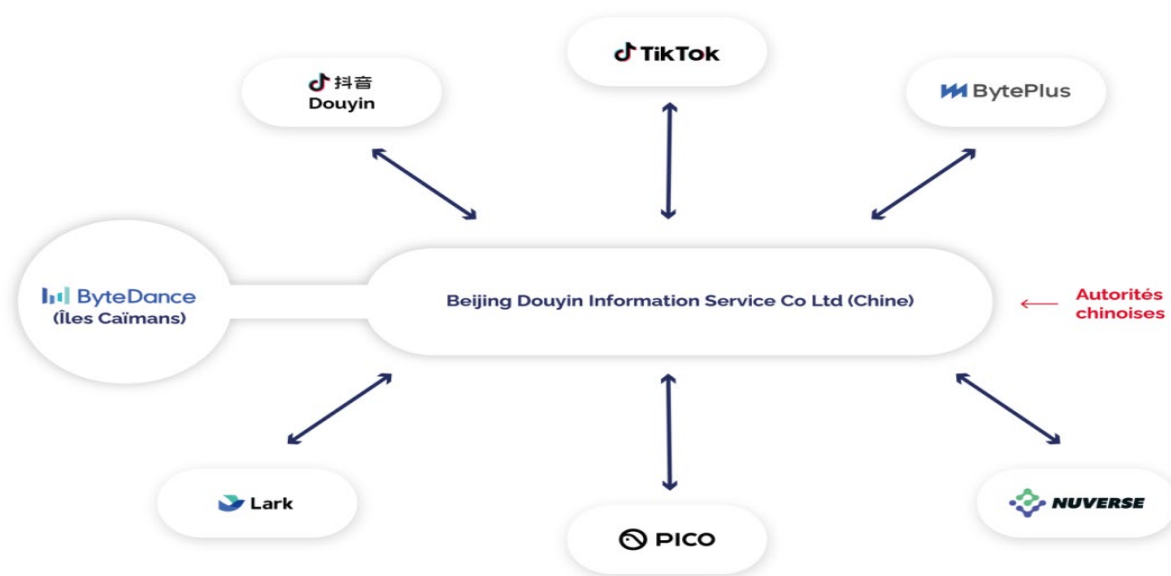 TikTok
抖音
Douyin
BytePlus
ByteDance
(Îles Caïmans)
Beijing Douyin Information Service Co Ltd (Chine)
Autorités
chinoises
Lark
PICO
NUVERSE